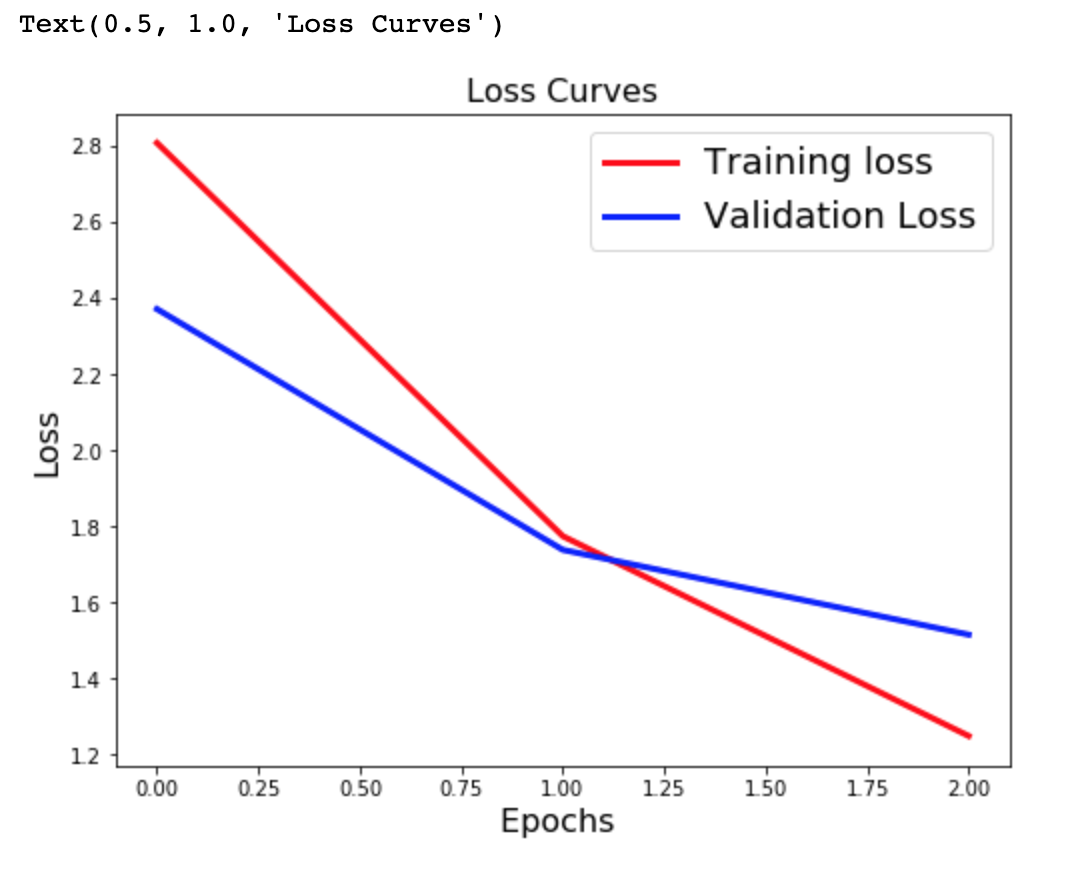 Text(0.5, 1.0, 'Loss Curves')
Loss Curves
Training loss
Validation Loss
2.8
2.6
2.4
2.2
2.0
1.8
1.6
1.4
1.2
Loss
0.00 0.25 0.50 0.75 1.00 1.25 1.50 1.75 2.00
Epochs